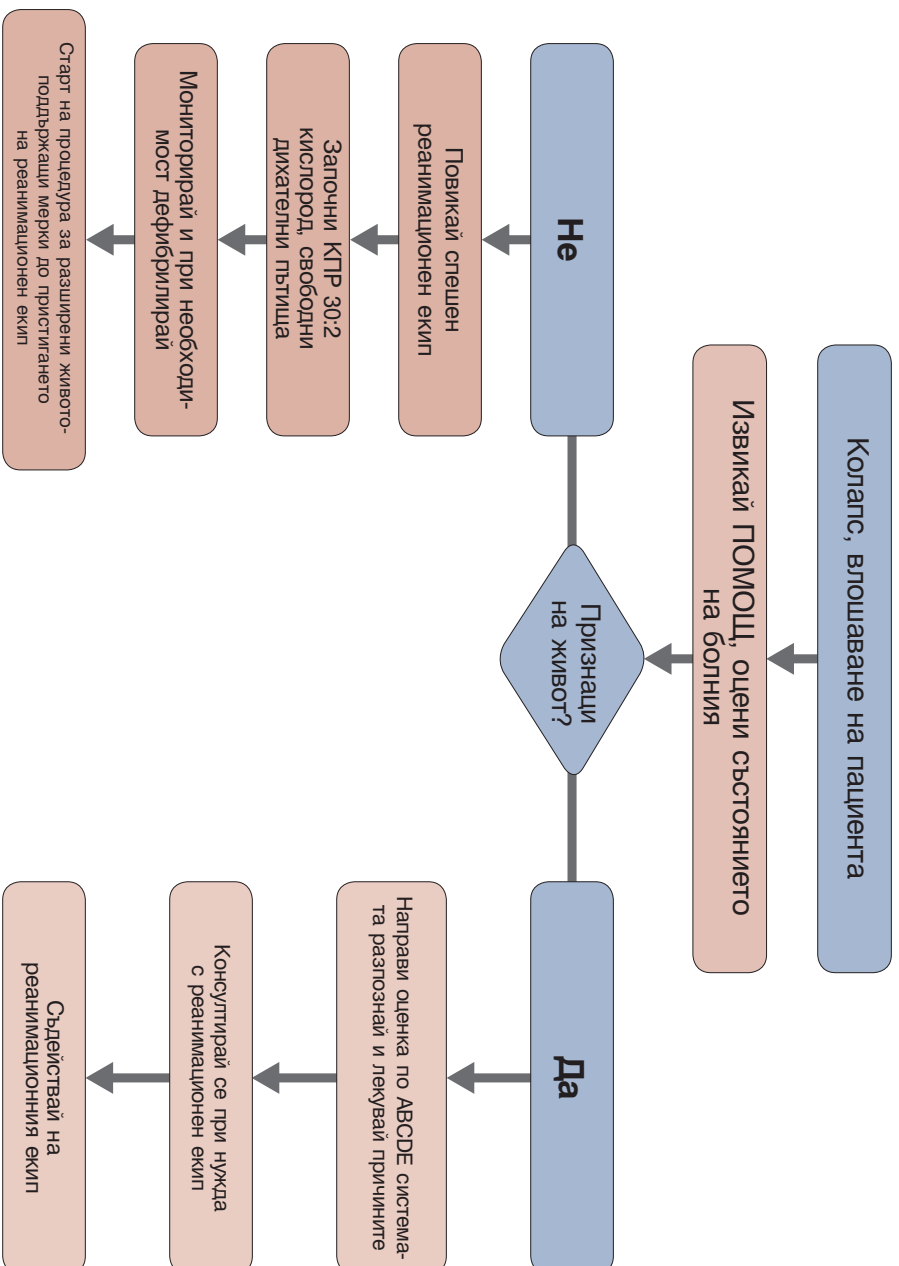 Колапс, влошаване на пациента
Извикай ПОМОЩ, оцени състоянието
на болния
Признаци
на живот?
Не
Повикай спешен
реанимационен екип
Започни КПР 30:2
кислород, свободни
дихателни пътища
Мониторирай и при необходи-
мост дефибрилирай
Старт на процедура за разширени живото-
поддържащи мерки до пристигането
на реанимационен екип
Да
Направи оценка по ABCDE система-
та разпознай и лекувай причините
Консултирай се при нужда
с реанимационен екип
Съдействай на
реанимационния екип